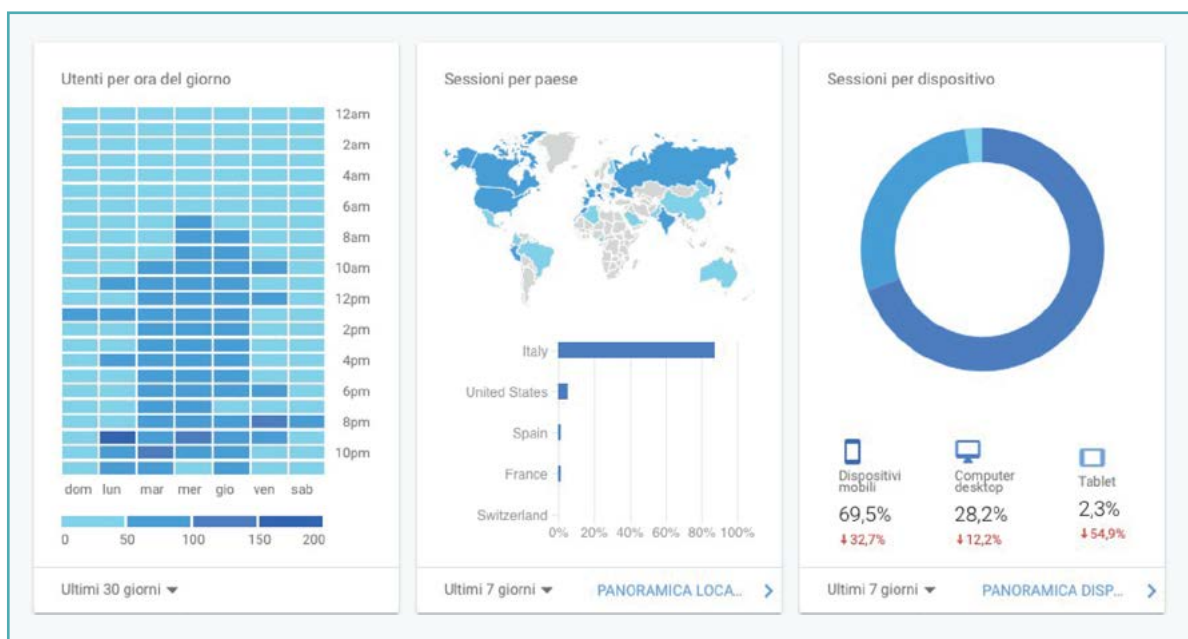 Utenti per ora del giorno
12am
2am
4am
6am
8am
10am
12pm
2pm
4pm
6pm
8pm
10pm
dom lun mar mer gio ven sab
0 50 100 150 200
Ultimi 30 giorni
Sessioni per paese
Italy
United States
Spain
France
Switzerland
0% 20% 40% 60% 80% 100%
Ultimi 7 giorni PANORAMICA LOCA...
Sessioni per dispositivo
Dispositivi
mobili
69,5%
32,7%
Computer
desktop
28,2%
12,2%
Tablet
2,3%
54,9%
Ultimi 7 giorni PANORAMICA DISP...